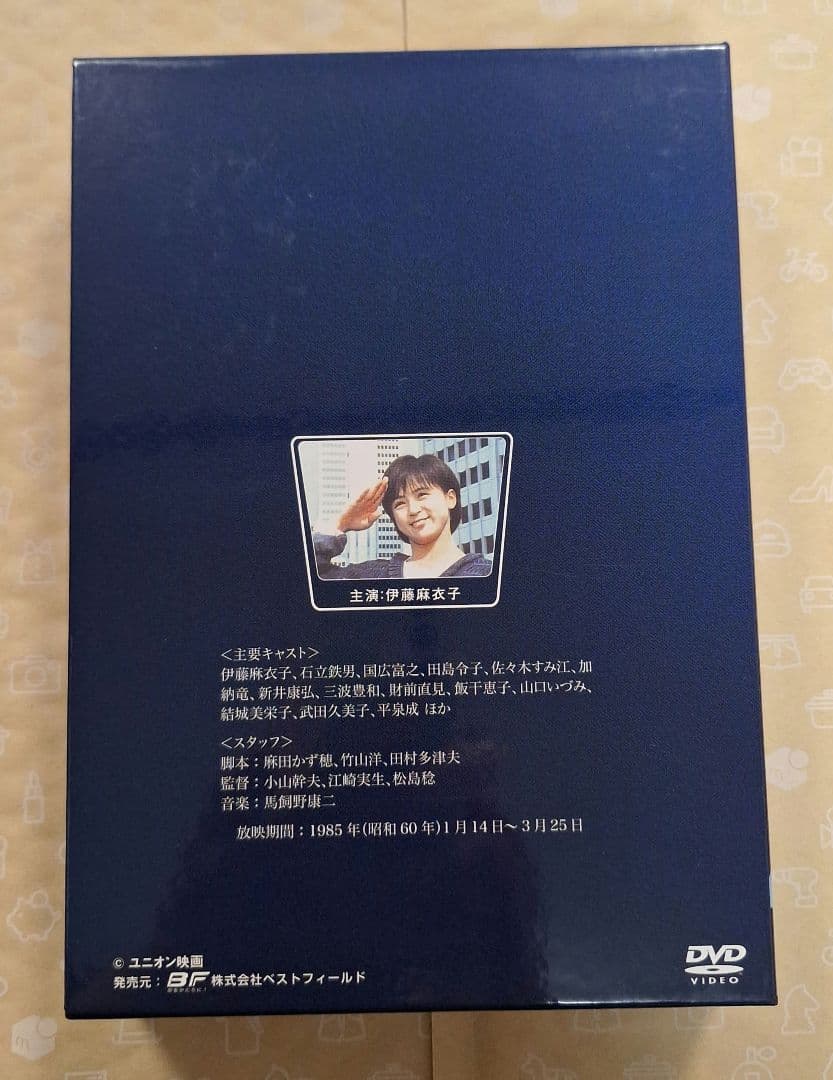 主演:伊藤麻衣子
＜主要キャスト＞
伊藤麻衣子、石立鉄男、国広富之、田島令子、佐々木すみ江、加
納竜、新井康弘、三波豊和、財前直見、飯干恵子、山口いづみ、
結城美栄子、武田久美子、平泉成 ほか
＜スタッフ＞
脚本：麻田かず穂、竹山洋、田村多津夫
監督：小山幹夫、江崎実生、松島稔
音楽：馬飼野康二
放映期間：1985年(昭和60年)1月14日～3月25日
© ユニオン映画
発売元：BF 株式会社ベストフィールド
DVD
VIDEO